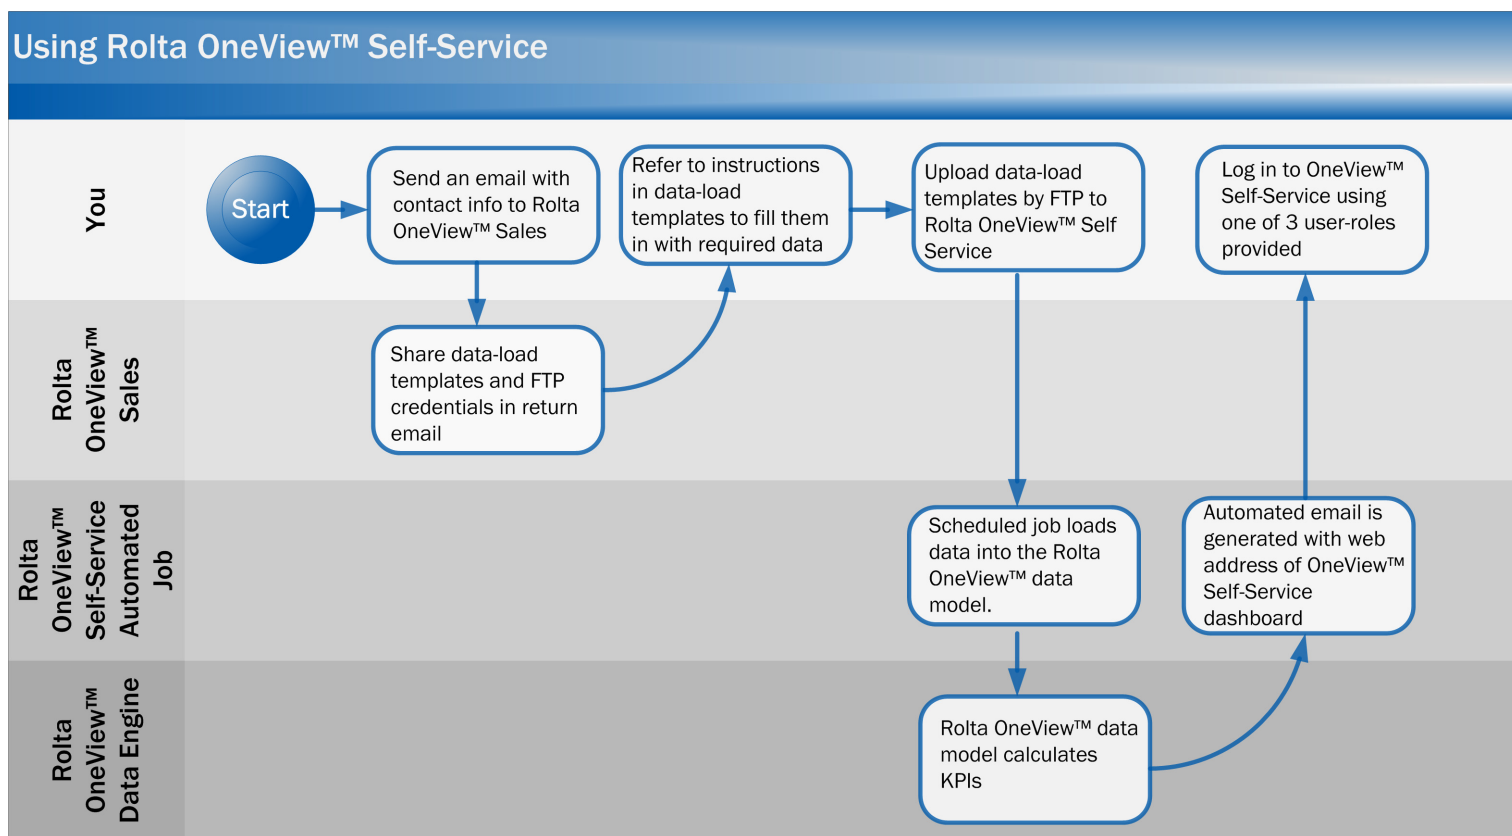 Using Rolta OneView™ Self-Service
You
Start
Send an email with
contact info to Rolta
OneView™ Sales
Refer to instructions
in data-load
templates to fill them
in with required data
Upload data-load
templates by FTP to
Rolta OneView™ Self
Service
Log in to OneView™
Self-Service using
one of 3 user-roles
provided
Rolta
OneView™
Sales
Share data-load
templates and FTP
credentials in return
email
Rolta
OneView™
Self-Service
Automated
Job
Scheduled job loads
data into the Rolta
OneView™ data
model.
Automated email is
generated with web
address of OneView™
Self-Service
dashboard
Rolta
OneView™
Data Engine
Rolta OneView™ data
model calculates
KPIs